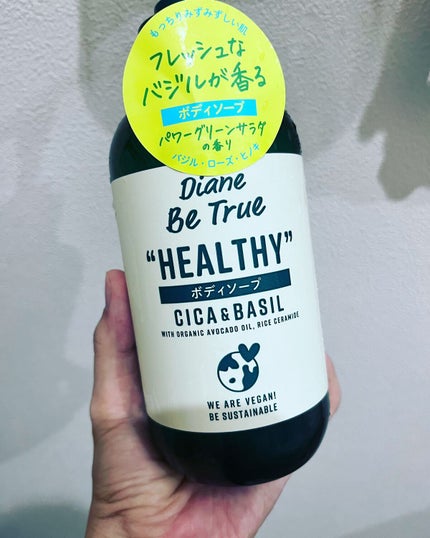 もっちりみずみずしい肌
フレッシュな
バジルが香る
ボディソープ
パワーグリーンサラダ
の香り
バジル・ローズ・ヒノキ
Diane
Be True
"HEALTHY"
ボディソープ
CICA & BASIL
WITH ORGANIC AVOCADO OIL, RICE CERAMIDE
WE ARE VEGAN!
BE SUSTAINABLE